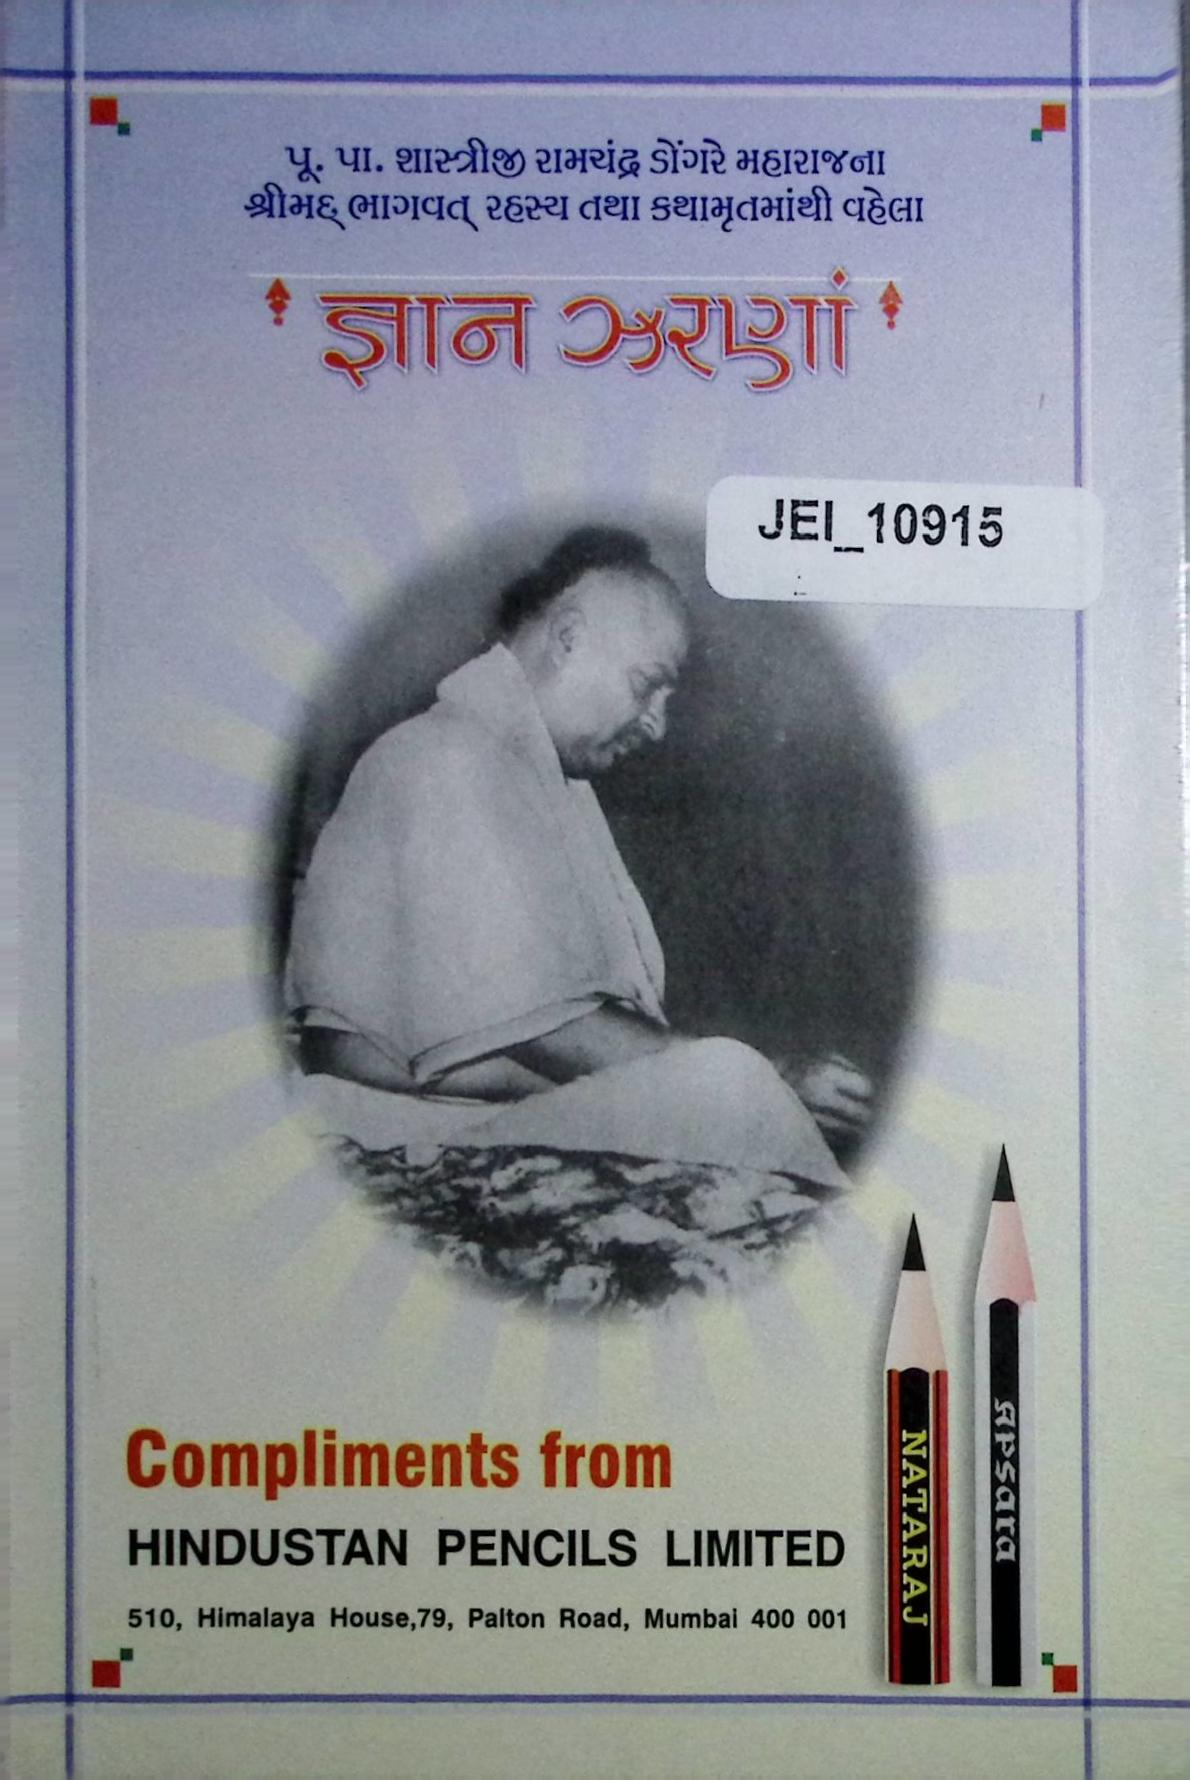 પૂ. પા. શાસ્ત્રીજી રામચંદ્ર ડોંગરે મહારાજના
શ્રીમદ્ ભાગવત્ રહસ્ય તથા કથામૃતમાંથી વહેલા
જ્ઞાન ઝરણાં
JEI_10915
Compliments from
HINDUSTAN PENCILS LIMITED
510, Himalaya House,79, Palton Road, Mumbai 400 001
NATARAJ
Apsara